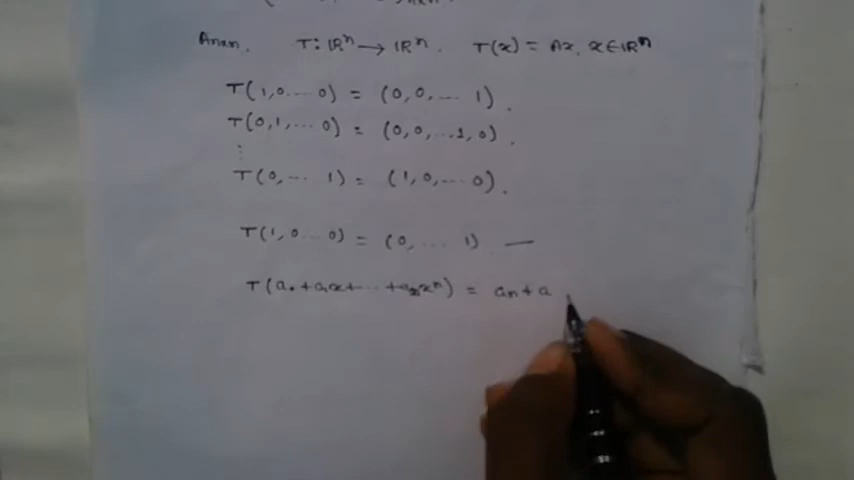 Anxn. T: ℝⁿ → ℝⁿ. T(x) = Ax, x ∈ ℝⁿ
T(1,0...0) = (0,0,... 1).
T(0,1,...0) = (0,0,...1,0).
⋮
T(0,... 1) = (1,0,...0).
T(1,0...0) = (0,... 1) —
T(a₀+a₁x+...+aₙxⁿ) = aₙ+a